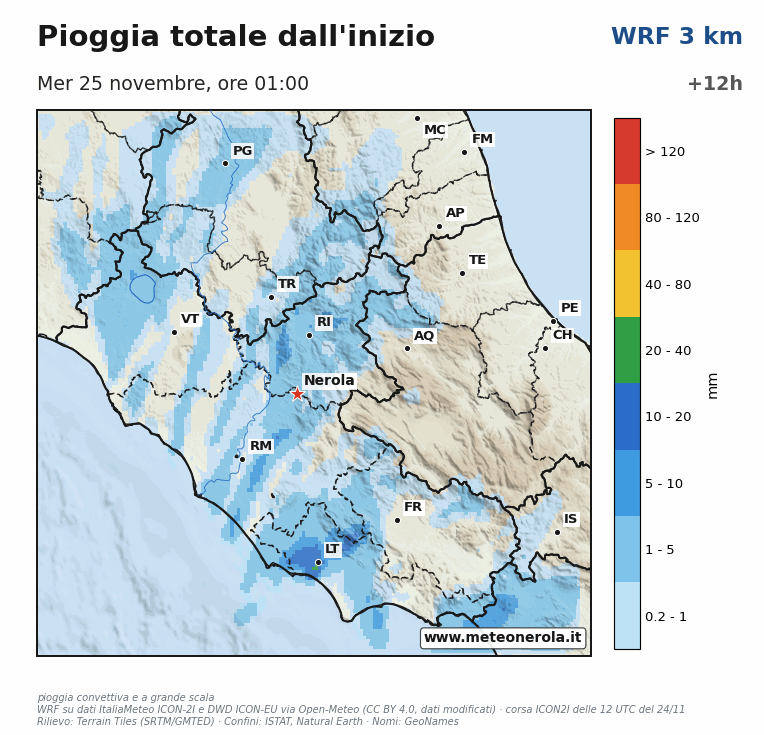 Pioggia totale dall'inizio
WRF 3 km
Mer 25 novembre, ore 01:00
+12h
MC
FM
PG
AP
TE
TR
PE
VT
RI
CH
AQ
Nerola
RM
FR
IS
LT
www.meteonerola.it
> 120
80 - 120
40 - 80
20 - 40
10 - 20
5 - 10
1 - 5
0.2 - 1
mm
pioggia convettiva e a grande scala
WRF su dati ItaliaMeteo ICON-2I e DWD ICON-EU via Open-Meteo (CC BY 4.0, dati modificati) · corsa ICON2I delle 12 UTC del 24/11
Rilievo: Terrain Tiles (SRTM/GMTED) · Confini: ISTAT, Natural Earth · Nomi: GeoNames